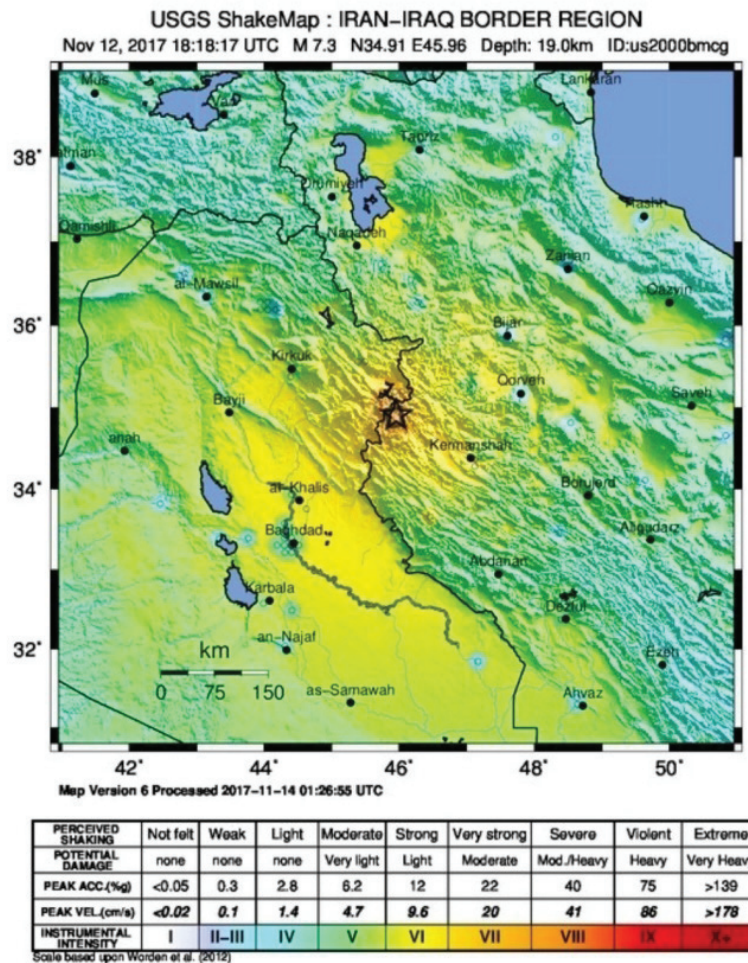 USGS ShakeMap : IRAN-IRAQ BORDER REGION
Nov 12, 2017 18:18:17 UTC M 7.3 N34.91 E45.96 Depth: 19.0km ID:us2000bmcg
Mus
Lankaran
Van
38°
Tabriz
atman
Orumiyeh
Rasht
Qamishli
Naqadeh
Zanjan
al-Mawsil
Qazvin
36°
Bijar
Kirkuk
Qorveh
Saveh
Bayji
anah
Kermanshah
34°
al-Khalis
Borujerd
Baghdad
Aligudarz
Abdanan
Karbala
Dezful
32°
km
an-Najaf
Ezeh
0 75 150
as-Samawah
Ahvaz
42° 44° 46° 48° 50°
Map Version 6 Processed 2017-11-14 01:26:55 UTC
PERCEIVED SHAKING Not felt Weak Light Moderate Strong Very strong Severe Violent Extreme
POTENTIAL DAMAGE none none none Very light Light Moderate Mod./Heavy Heavy Very Heavy
PEAK ACC.(%g) <0.05 0.3 2.8 6.2 12 22 40 75 >139
PEAK VEL.(cm/s) <0.02 0.1 1.4 4.7 9.6 20 41 86 >178
INSTRUMENTAL INTENSITY I II-III IV V VI VII VIII IX X+
Scale based upon Worden et al. (2012)